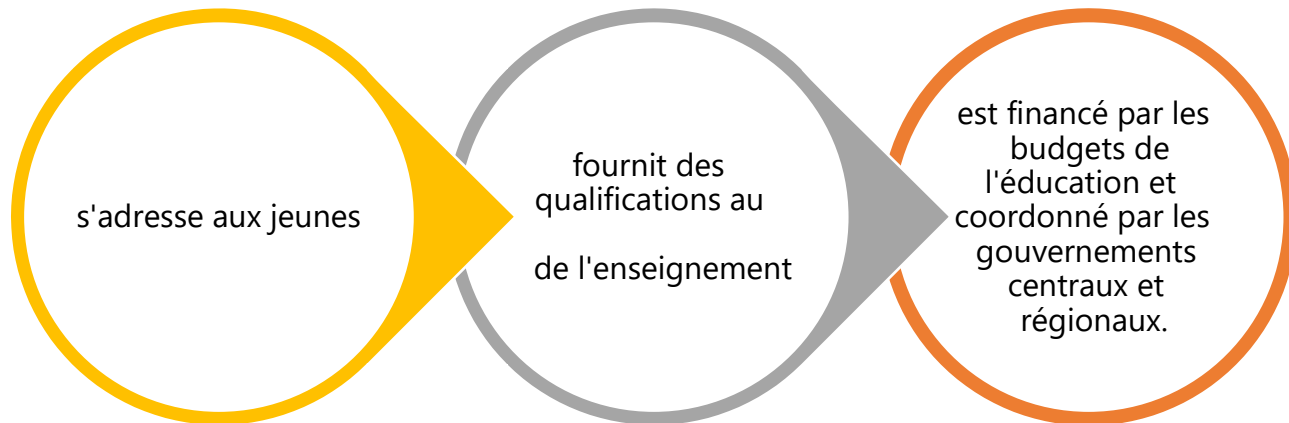 s'adresse aux jeunes
fournit des
qualifications au
de l'enseignement
est financé par les
budgets de
l'éducation et
coordonné par les
gouvernements
centraux et
régionaux.